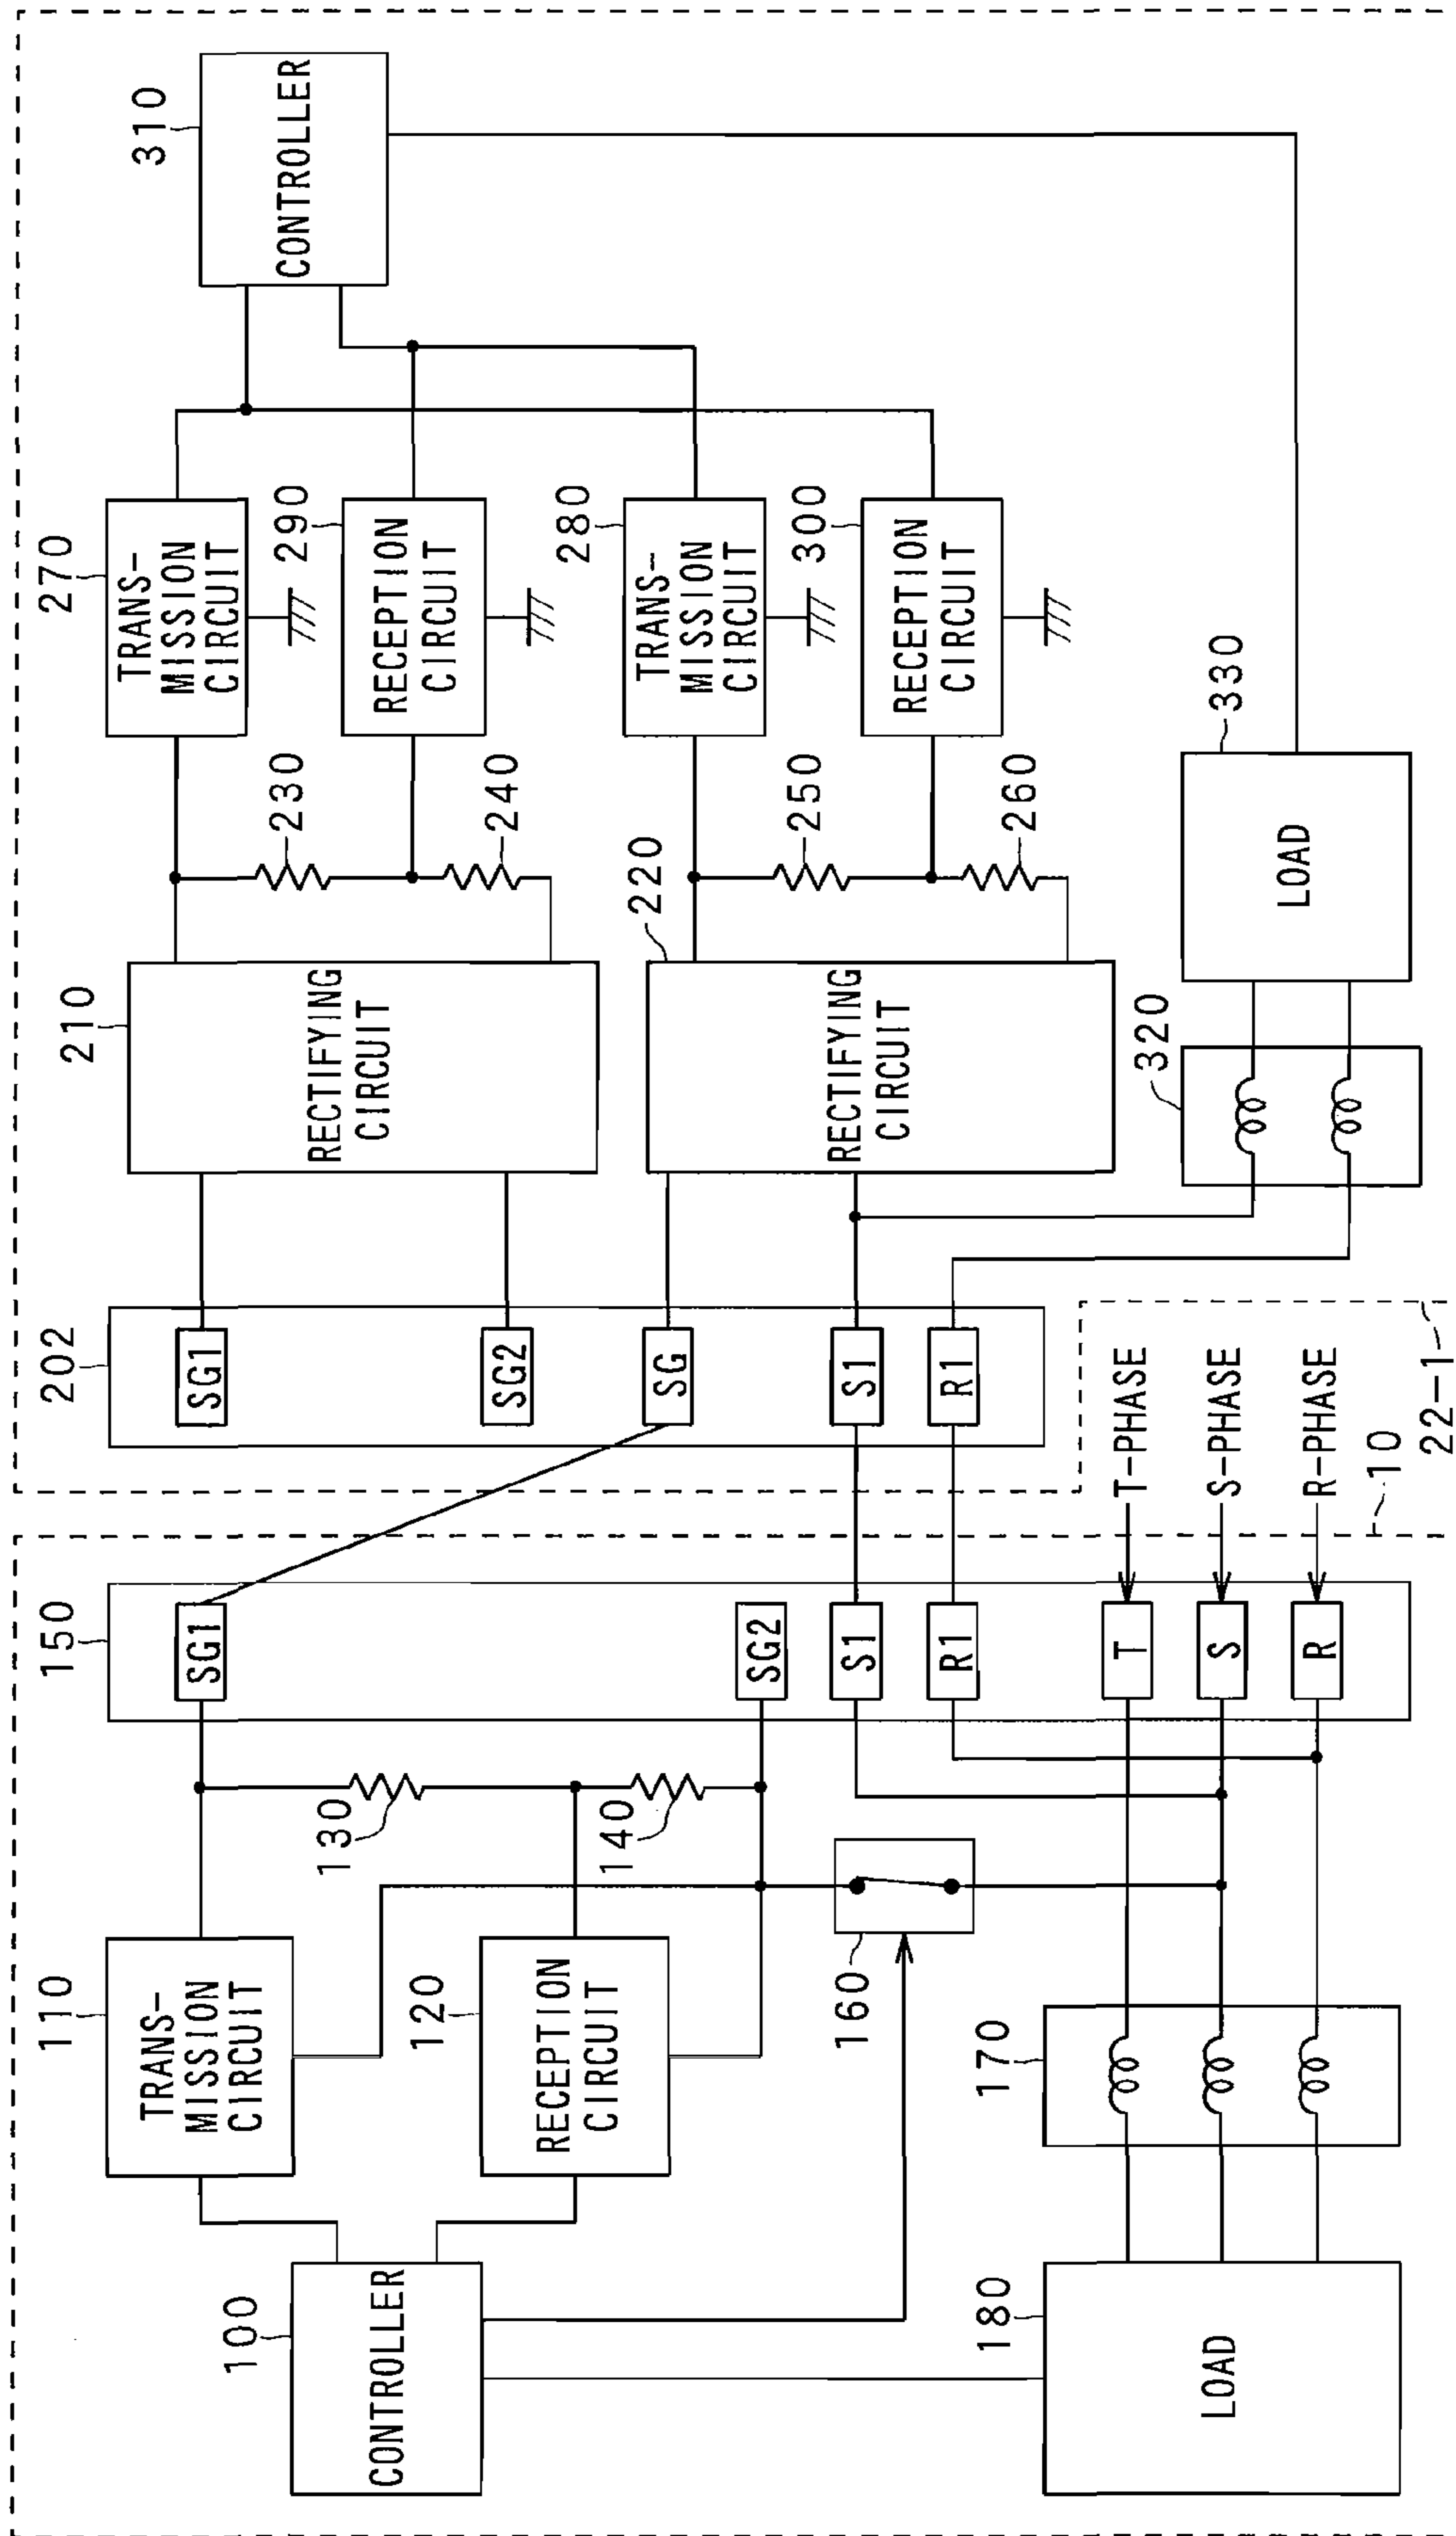 110
TRANS-
MISSION
CIRCUIT
130
150
SG1
202
SG1
210
RECTIFYING
CIRCUIT
230
270
TRANS-
MISSION
CIRCUIT
310
CONTROLLER
100
CONTROLLER
120
RECEPTION
CIRCUIT
140
SG2
SG2
240
290
RECEPTION
CIRCUIT
SG
220
RECTIFYING
CIRCUIT
250
280
TRANS-
MISSION
CIRCUIT
160
S1
S1
R1
R1
260
300
RECEPTION
CIRCUIT
180
LOAD
170
T
T-PHASE
S
S-PHASE
R
R-PHASE
10
22-1
320
330
LOAD